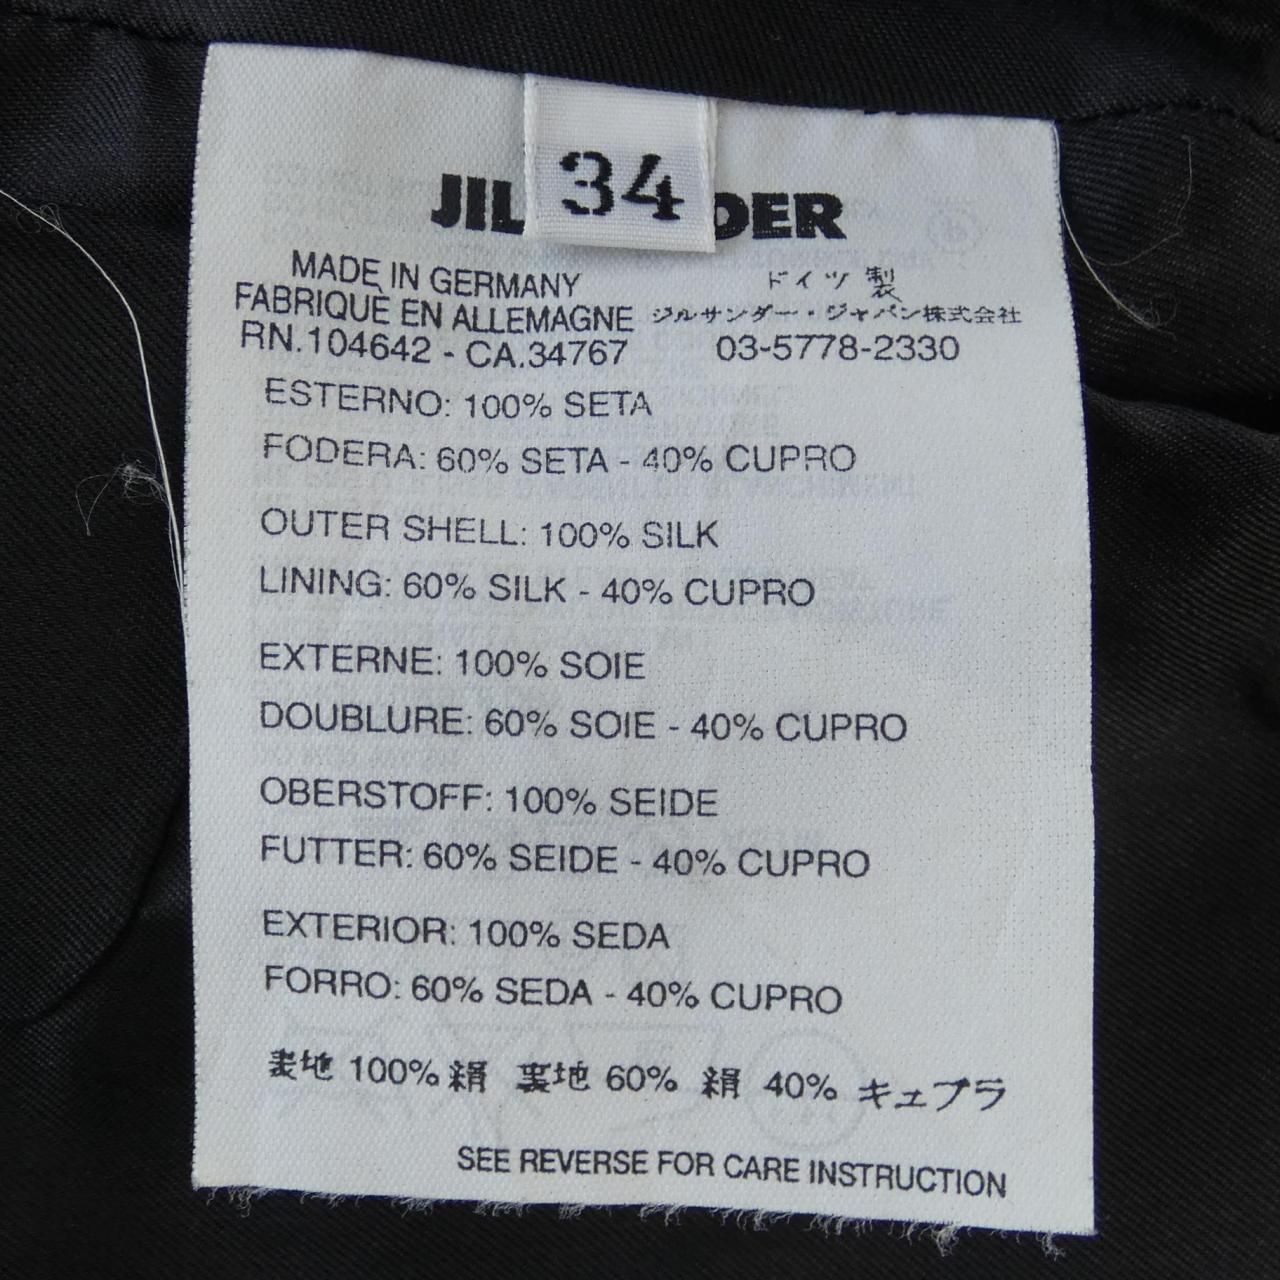 34
JIL DER
MADE IN GERMANY
FABRIQUÉ EN ALLEMAGNE
RN.104642 - CA.34767
ドイツ製
ジルサンダー・ジャパン株式会社
03-5778-2330
ESTERNO: 100% SETA
FODERA: 60% SETA - 40% CUPRO
OUTER SHELL: 100% SILK
LINING: 60% SILK - 40% CUPRO
EXTERNE: 100% SOIE
DOUBLURE: 60% SOIE - 40% CUPRO
OBERSTOFF: 100% SEIDE
FUTTER: 60% SEIDE - 40% CUPRO
EXTERIOR: 100% SEDA
FORRO: 60% SEDA - 40% CUPRO
表地 100% 絹 裏地 60% 絹 40% キュプラ
SEE REVERSE FOR CARE INSTRUCTION